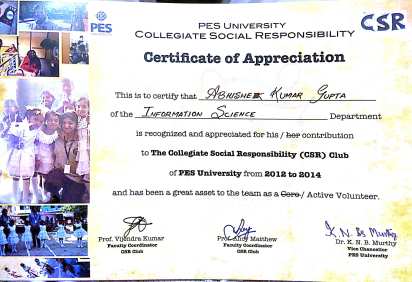 PES UNIVERSITY
COLLEGIATE SOCIAL RESPONSIBILITY
PES
CSR
Certificate of Appreciation
This is to certify that ABHISHEK KUMAR GUPTA
of the INFORMATION SCIENCE Department
is recognized and appreciated for his / her contribution
to The Collegiate Social Responsibility (CSR) Club
of PES University from 2012 to 2014
and has been a great asset to the team as a Core / Active Volunteer.
Prof. Vijendra Kumar
Faculty Coordinator
CSR Club
Prof. Matthew
Faculty Coordinator
CSR Club
K. N. B. Murthy
Dr. K. N. B. Murthy
Vice Chancellor
PES University